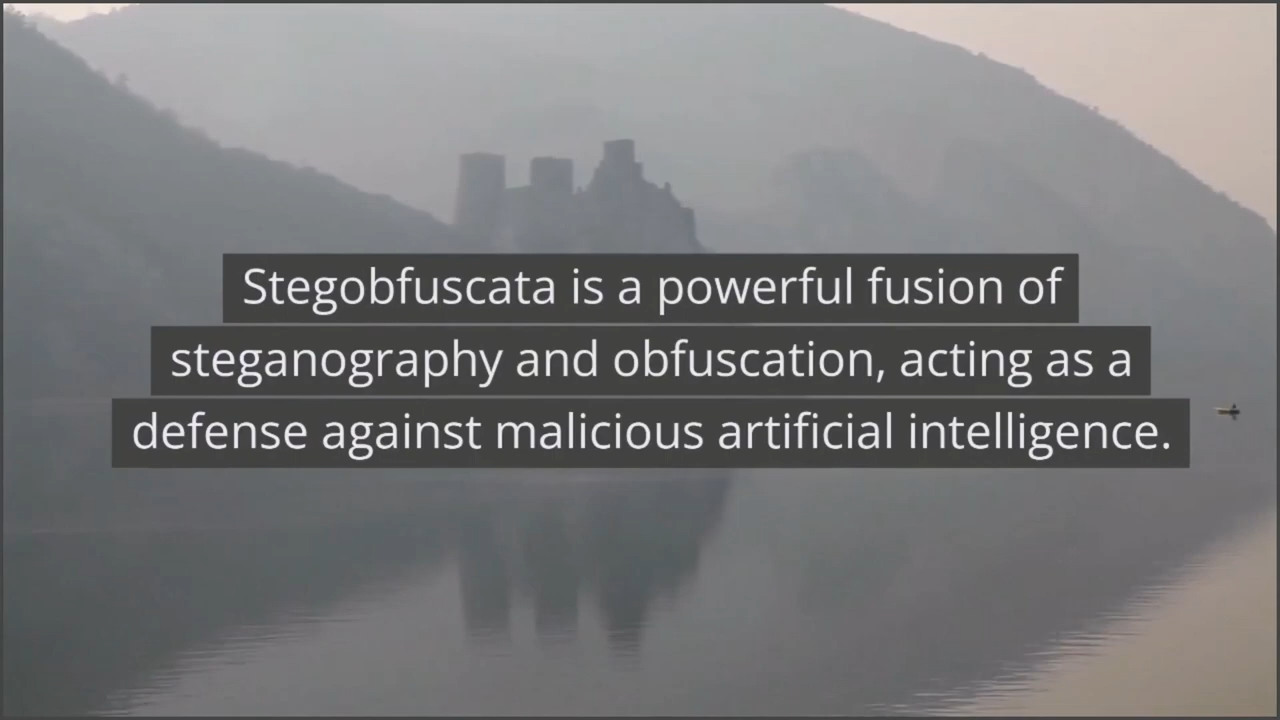 Stegobfuscata is a powerful fusion of
steganography and obfuscation, acting as a
defense against malicious artificial intelligence.